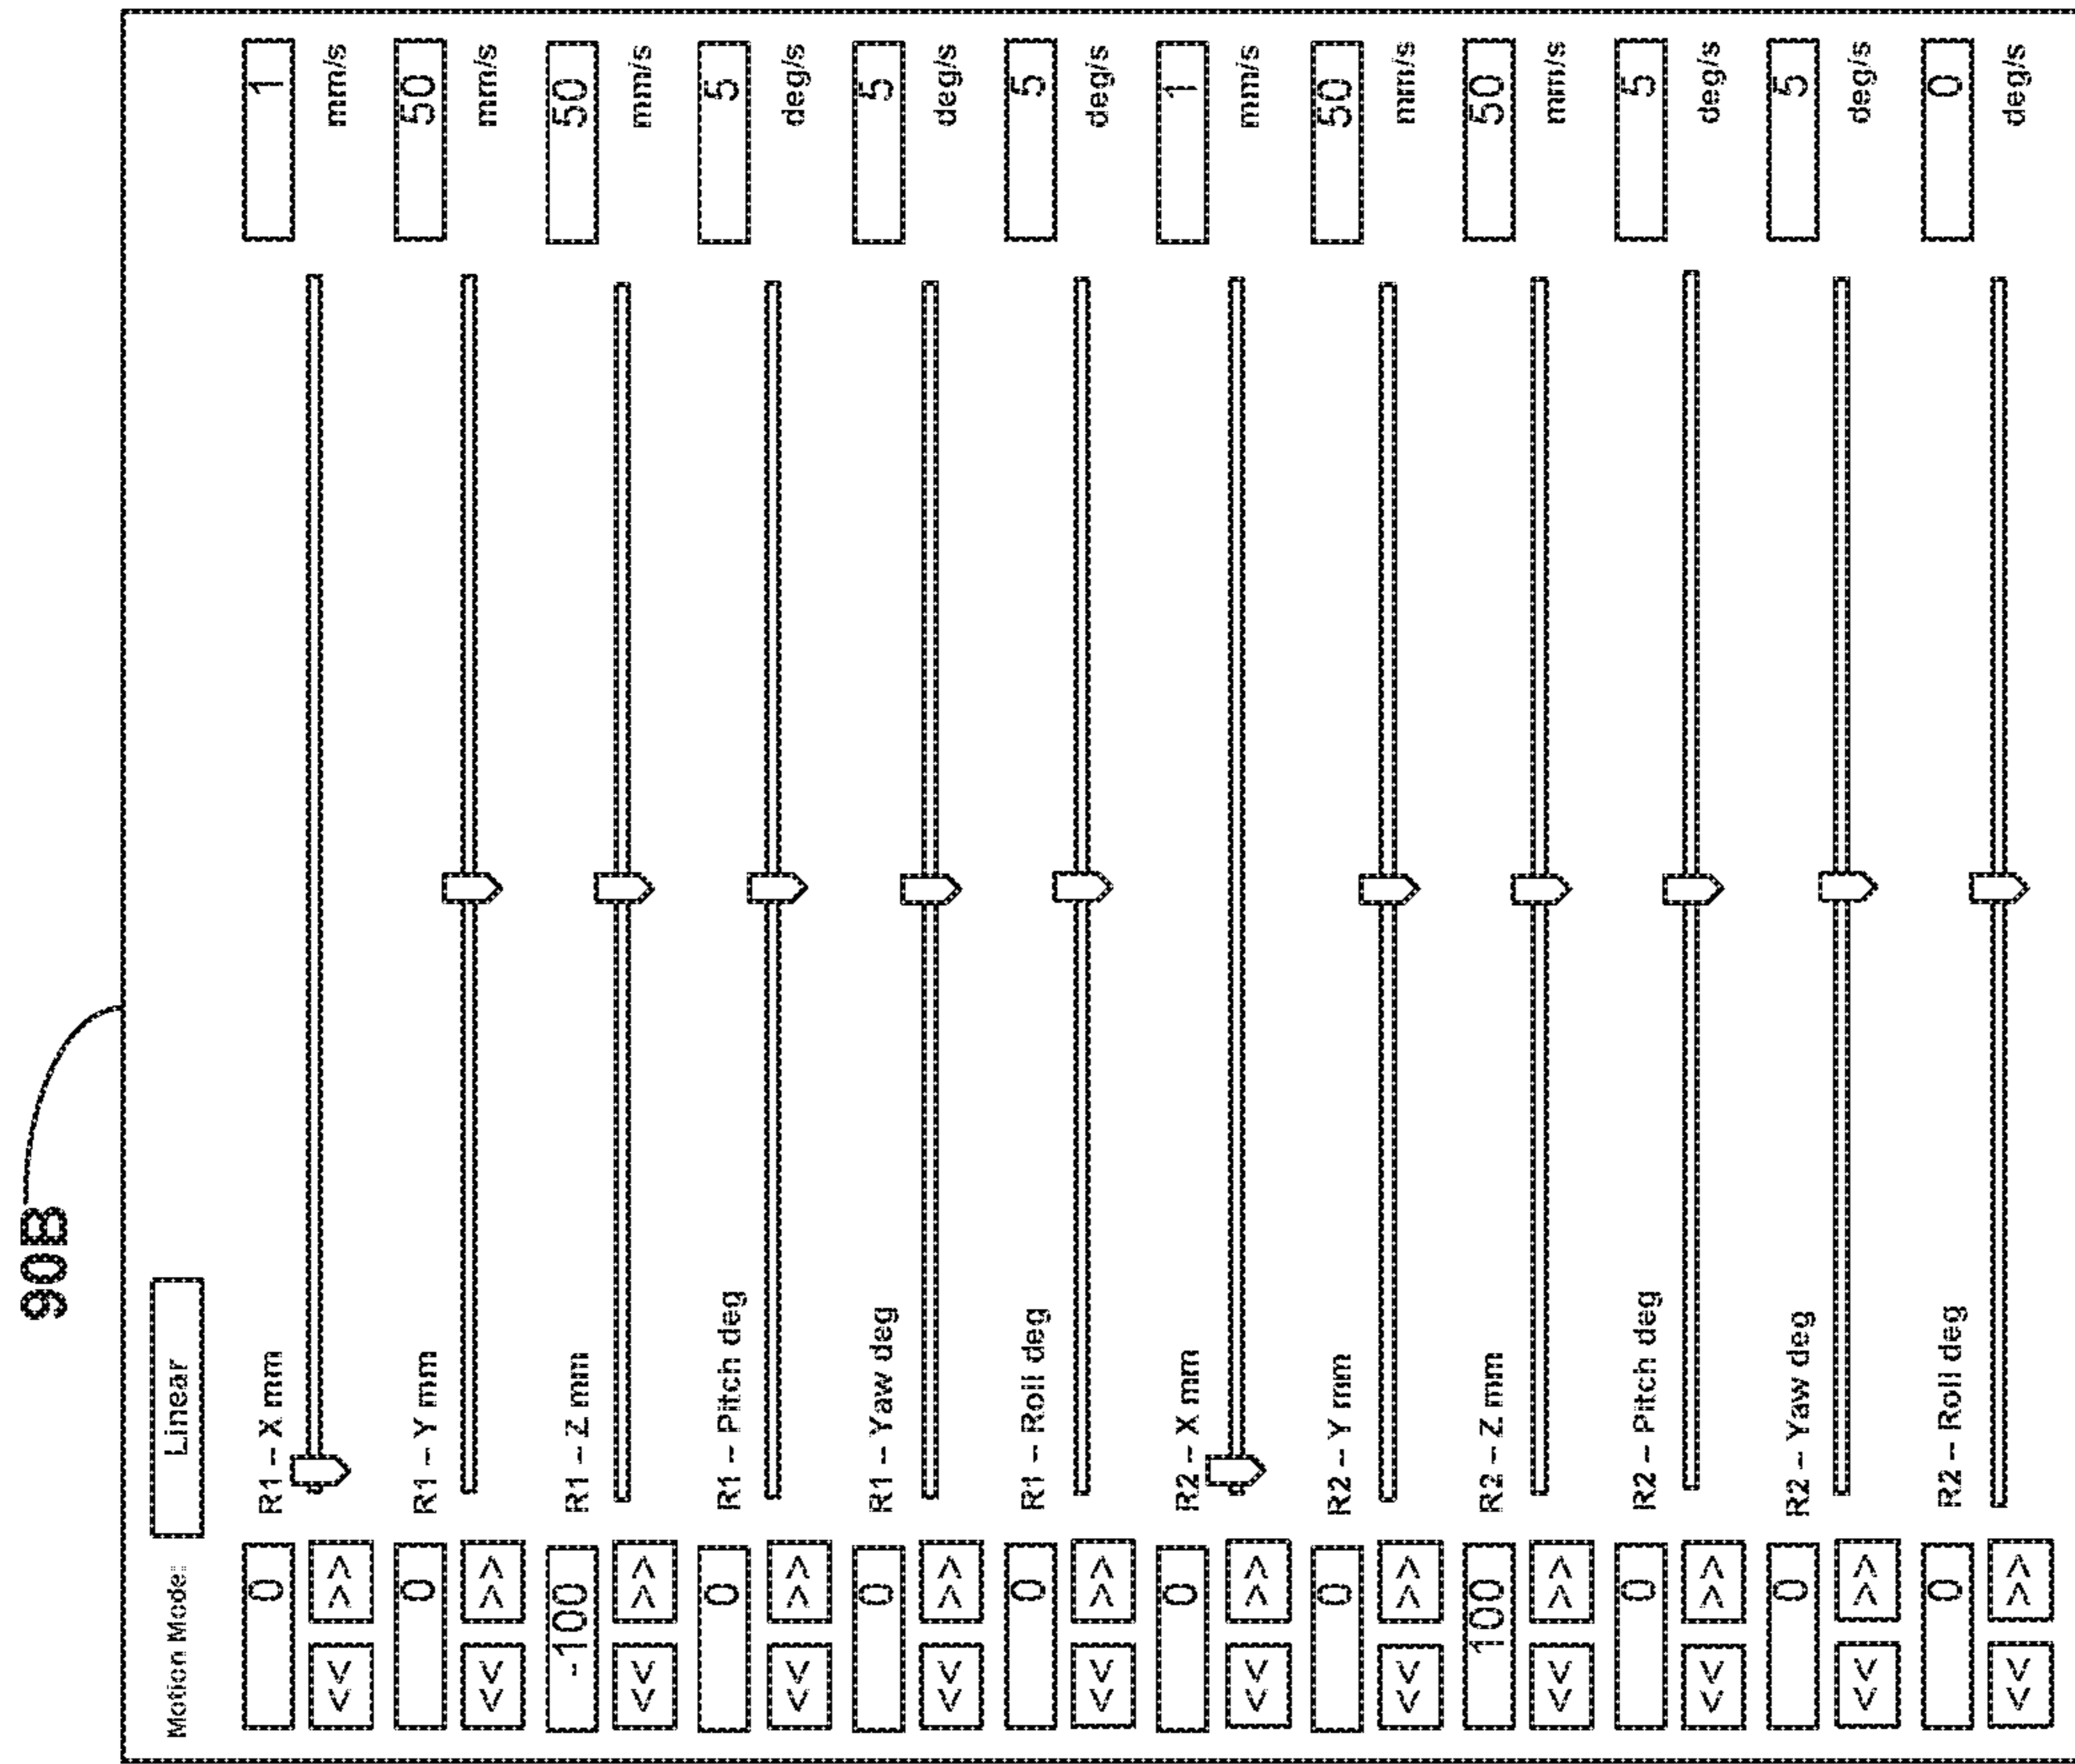 90B
Motion Mode: Linear
0 R1 – X mm 1
<< >> mm/s
0 R1 – Y mm 50
<< >> mm/s
-100 R1 – Z mm 50
<< >> mm/s
0 R1 – Pitch deg 5
<< >> deg/s
0 R1 – Yaw deg 5
<< >> deg/s
0 R1 – Roll deg 5
<< >> deg/s
0 R2 – X mm 1
<< >> mm/s
0 R2 – Y mm 50
<< >> mm/s
100 R2 – Z mm 50
<< >> mm/s
0 R2 – Pitch deg 5
<< >> deg/s
0 R2 – Yaw deg 5
<< >> deg/s
0 R2 – Roll deg 0
<< >> deg/s